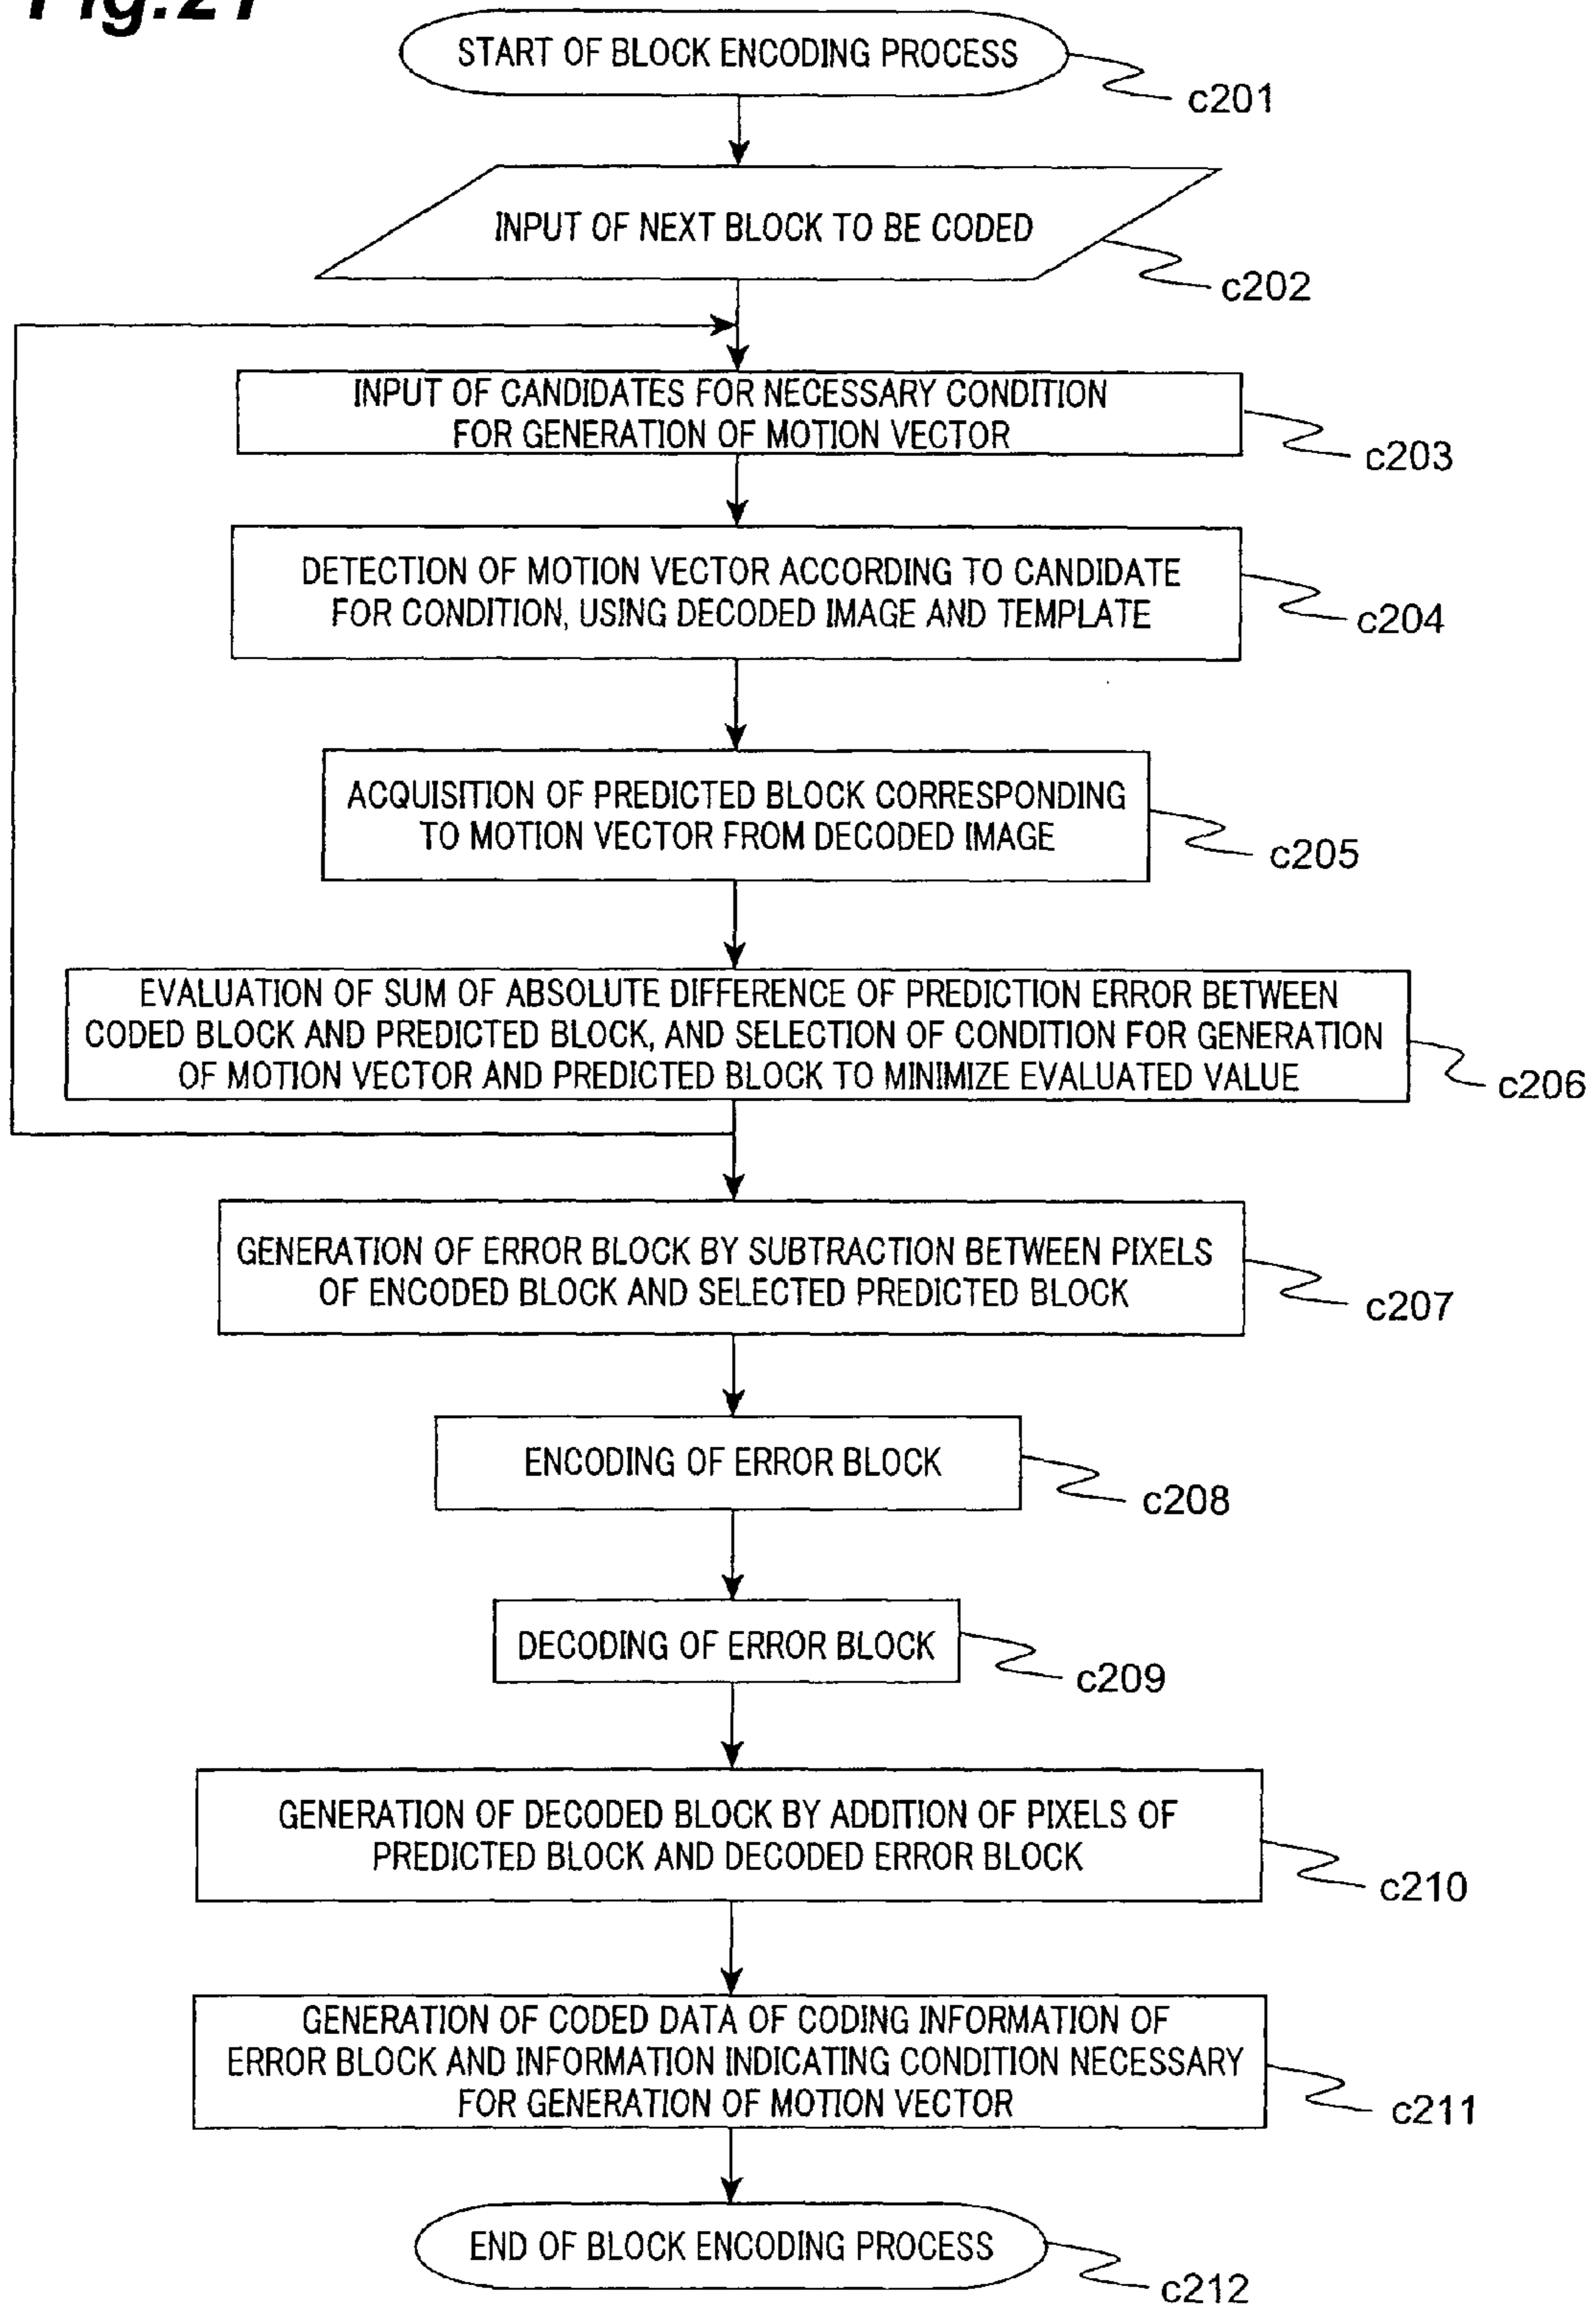 Fig.21
START OF BLOCK ENCODING PROCESS
c201
INPUT OF NEXT BLOCK TO BE CODED
c202
INPUT OF CANDIDATES FOR NECESSARY CONDITION
FOR GENERATION OF MOTION VECTOR
c203
DETECTION OF MOTION VECTOR ACCORDING TO CANDIDATE
FOR CONDITION, USING DECODED IMAGE AND TEMPLATE
c204
ACQUISITION OF PREDICTED BLOCK CORRESPONDING
TO MOTION VECTOR FROM DECODED IMAGE
c205
EVALUATION OF SUM OF ABSOLUTE DIFFERENCE OF PREDICTION ERROR BETWEEN
CODED BLOCK AND PREDICTED BLOCK, AND SELECTION OF CONDITION FOR GENERATION
OF MOTION VECTOR AND PREDICTED BLOCK TO MINIMIZE EVALUATED VALUE
c206
GENERATION OF ERROR BLOCK BY SUBTRACTION BETWEEN PIXELS
OF ENCODED BLOCK AND SELECTED PREDICTED BLOCK
c207
ENCODING OF ERROR BLOCK
c208
DECODING OF ERROR BLOCK
c209
GENERATION OF DECODED BLOCK BY ADDITION OF PIXELS OF
PREDICTED BLOCK AND DECODED ERROR BLOCK
c210
GENERATION OF CODED DATA OF CODING INFORMATION OF
ERROR BLOCK AND INFORMATION INDICATING CONDITION NECESSARY
FOR GENERATION OF MOTION VECTOR
c211
END OF BLOCK ENCODING PROCESS
c212